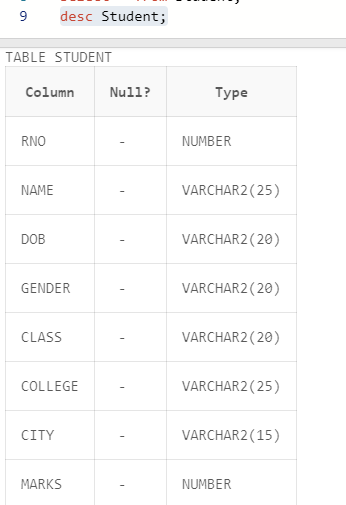 9 desc Student;
TABLE STUDENT
Column Null? Type
RNO - NUMBER
NAME - VARCHAR2(25)
DOB - VARCHAR2(20)
GENDER - VARCHAR2(20)
CLASS - VARCHAR2(20)
COLLEGE - VARCHAR2(25)
CITY - VARCHAR2(15)
MARKS - NUMBER